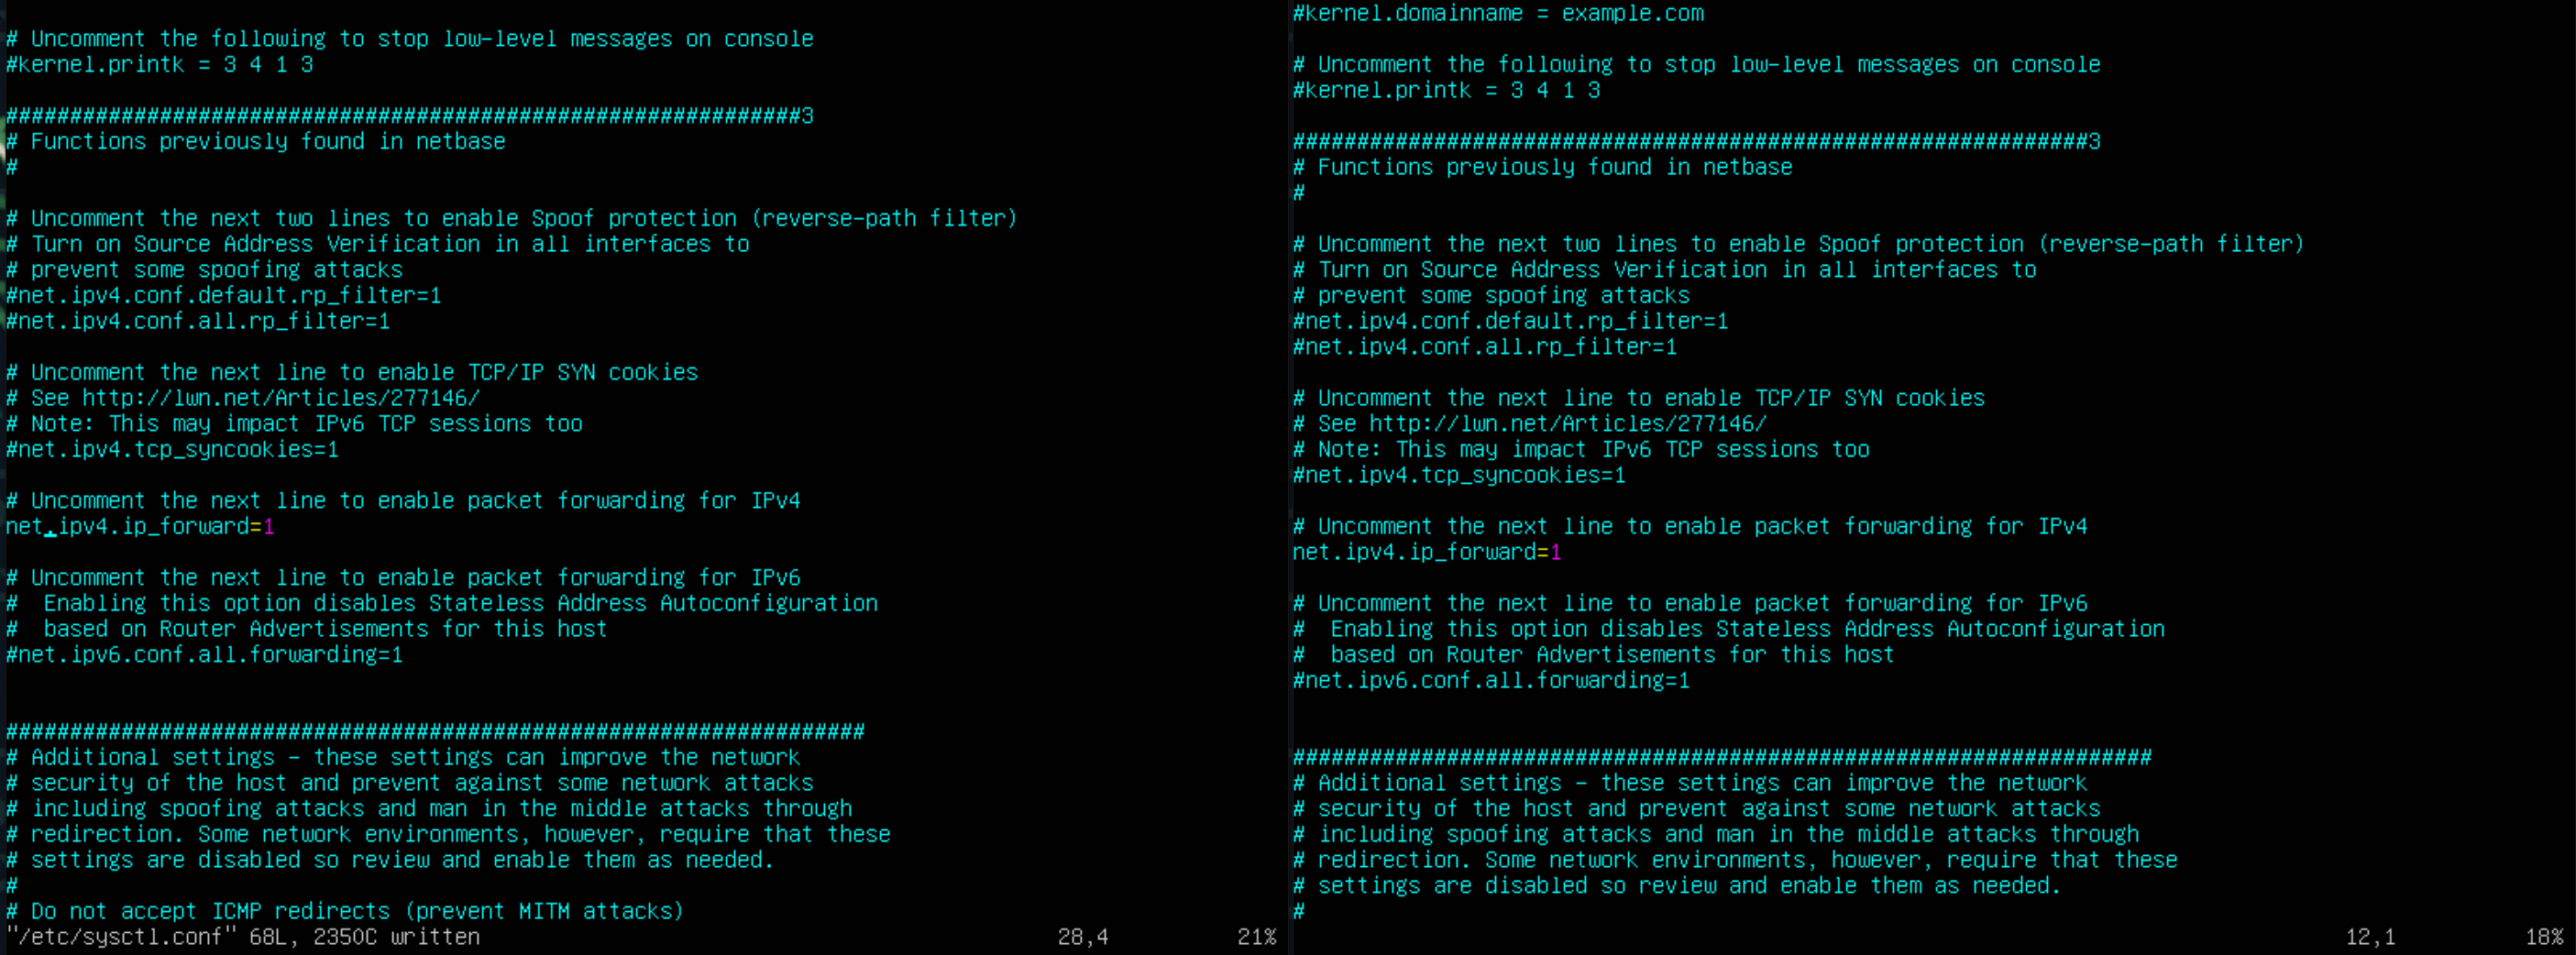 # Uncomment the following to stop low-level messages on console
#kernel.printk = 3 4 1 3
##############################################################3
# Functions previously found in netbase
#
# Uncomment the next two lines to enable Spoof protection (reverse-path filter)
# Turn on Source Address Verification in all interfaces to
# prevent some spoofing attacks
#net.ipv4.conf.default.rp_filter=1
#net.ipv4.conf.all.rp_filter=1
# Uncomment the next line to enable TCP/IP SYN cookies
# See http://lwn.net/Articles/277146/
# Note: This may impact IPv6 TCP sessions too
#net.ipv4.tcp_syncookies=1
# Uncomment the next line to enable packet forwarding for IPv4
net.ipv4.ip_forward=1
# Uncomment the next line to enable packet forwarding for IPv6
#  Enabling this option disables Stateless Address Autoconfiguration
#  based on Router Advertisements for this host
#net.ipv6.conf.all.forwarding=1
###################################################################
# Additional settings - these settings can improve the network
# security of the host and prevent against some network attacks
# including spoofing attacks and man in the middle attacks through
# redirection. Some network environments, however, require that these
# settings are disabled so review and enable them as needed.
#
# Do not accept ICMP redirects (prevent MITM attacks)
"/etc/sysctl.conf" 68L, 2350C written 28,4 21%
#kernel.domainname = example.com
# Uncomment the following to stop low-level messages on console
#kernel.printk = 3 4 1 3
##############################################################3
# Functions previously found in netbase
#
# Uncomment the next two lines to enable Spoof protection (reverse-path filter)
# Turn on Source Address Verification in all interfaces to
# prevent some spoofing attacks
#net.ipv4.conf.default.rp_filter=1
#net.ipv4.conf.all.rp_filter=1
# Uncomment the next line to enable TCP/IP SYN cookies
# See http://lwn.net/Articles/277146/
# Note: This may impact IPv6 TCP sessions too
#net.ipv4.tcp_syncookies=1
# Uncomment the next line to enable packet forwarding for IPv4
net.ipv4.ip_forward=1
# Uncomment the next line to enable packet forwarding for IPv6
#  Enabling this option disables Stateless Address Autoconfiguration
#  based on Router Advertisements for this host
#net.ipv6.conf.all.forwarding=1
###################################################################
# Additional settings - these settings can improve the network
# security of the host and prevent against some network attacks
# including spoofing attacks and man in the middle attacks through
# redirection. Some network environments, however, require that these
# settings are disabled so review and enable them as needed.
#
12,1 18%